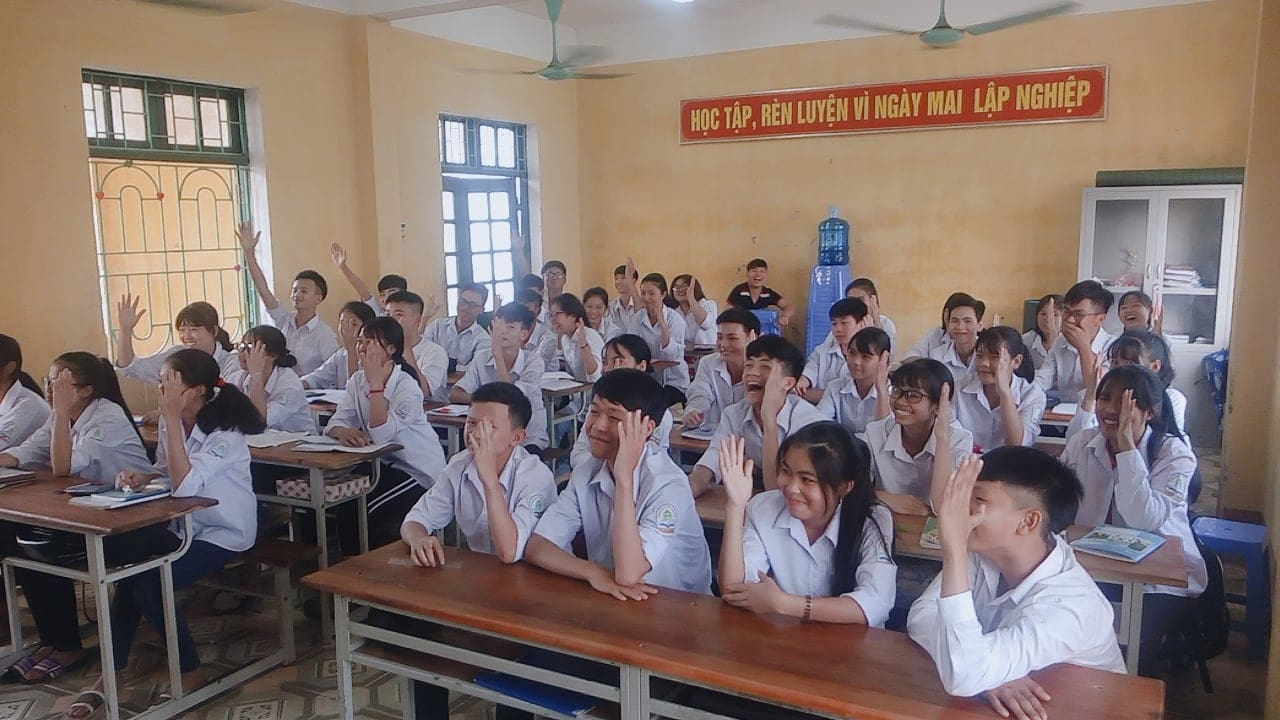 HỌC TẬP, RÈN LUYỆN VÌ NGÀY MAI LẬP NGHIỆP